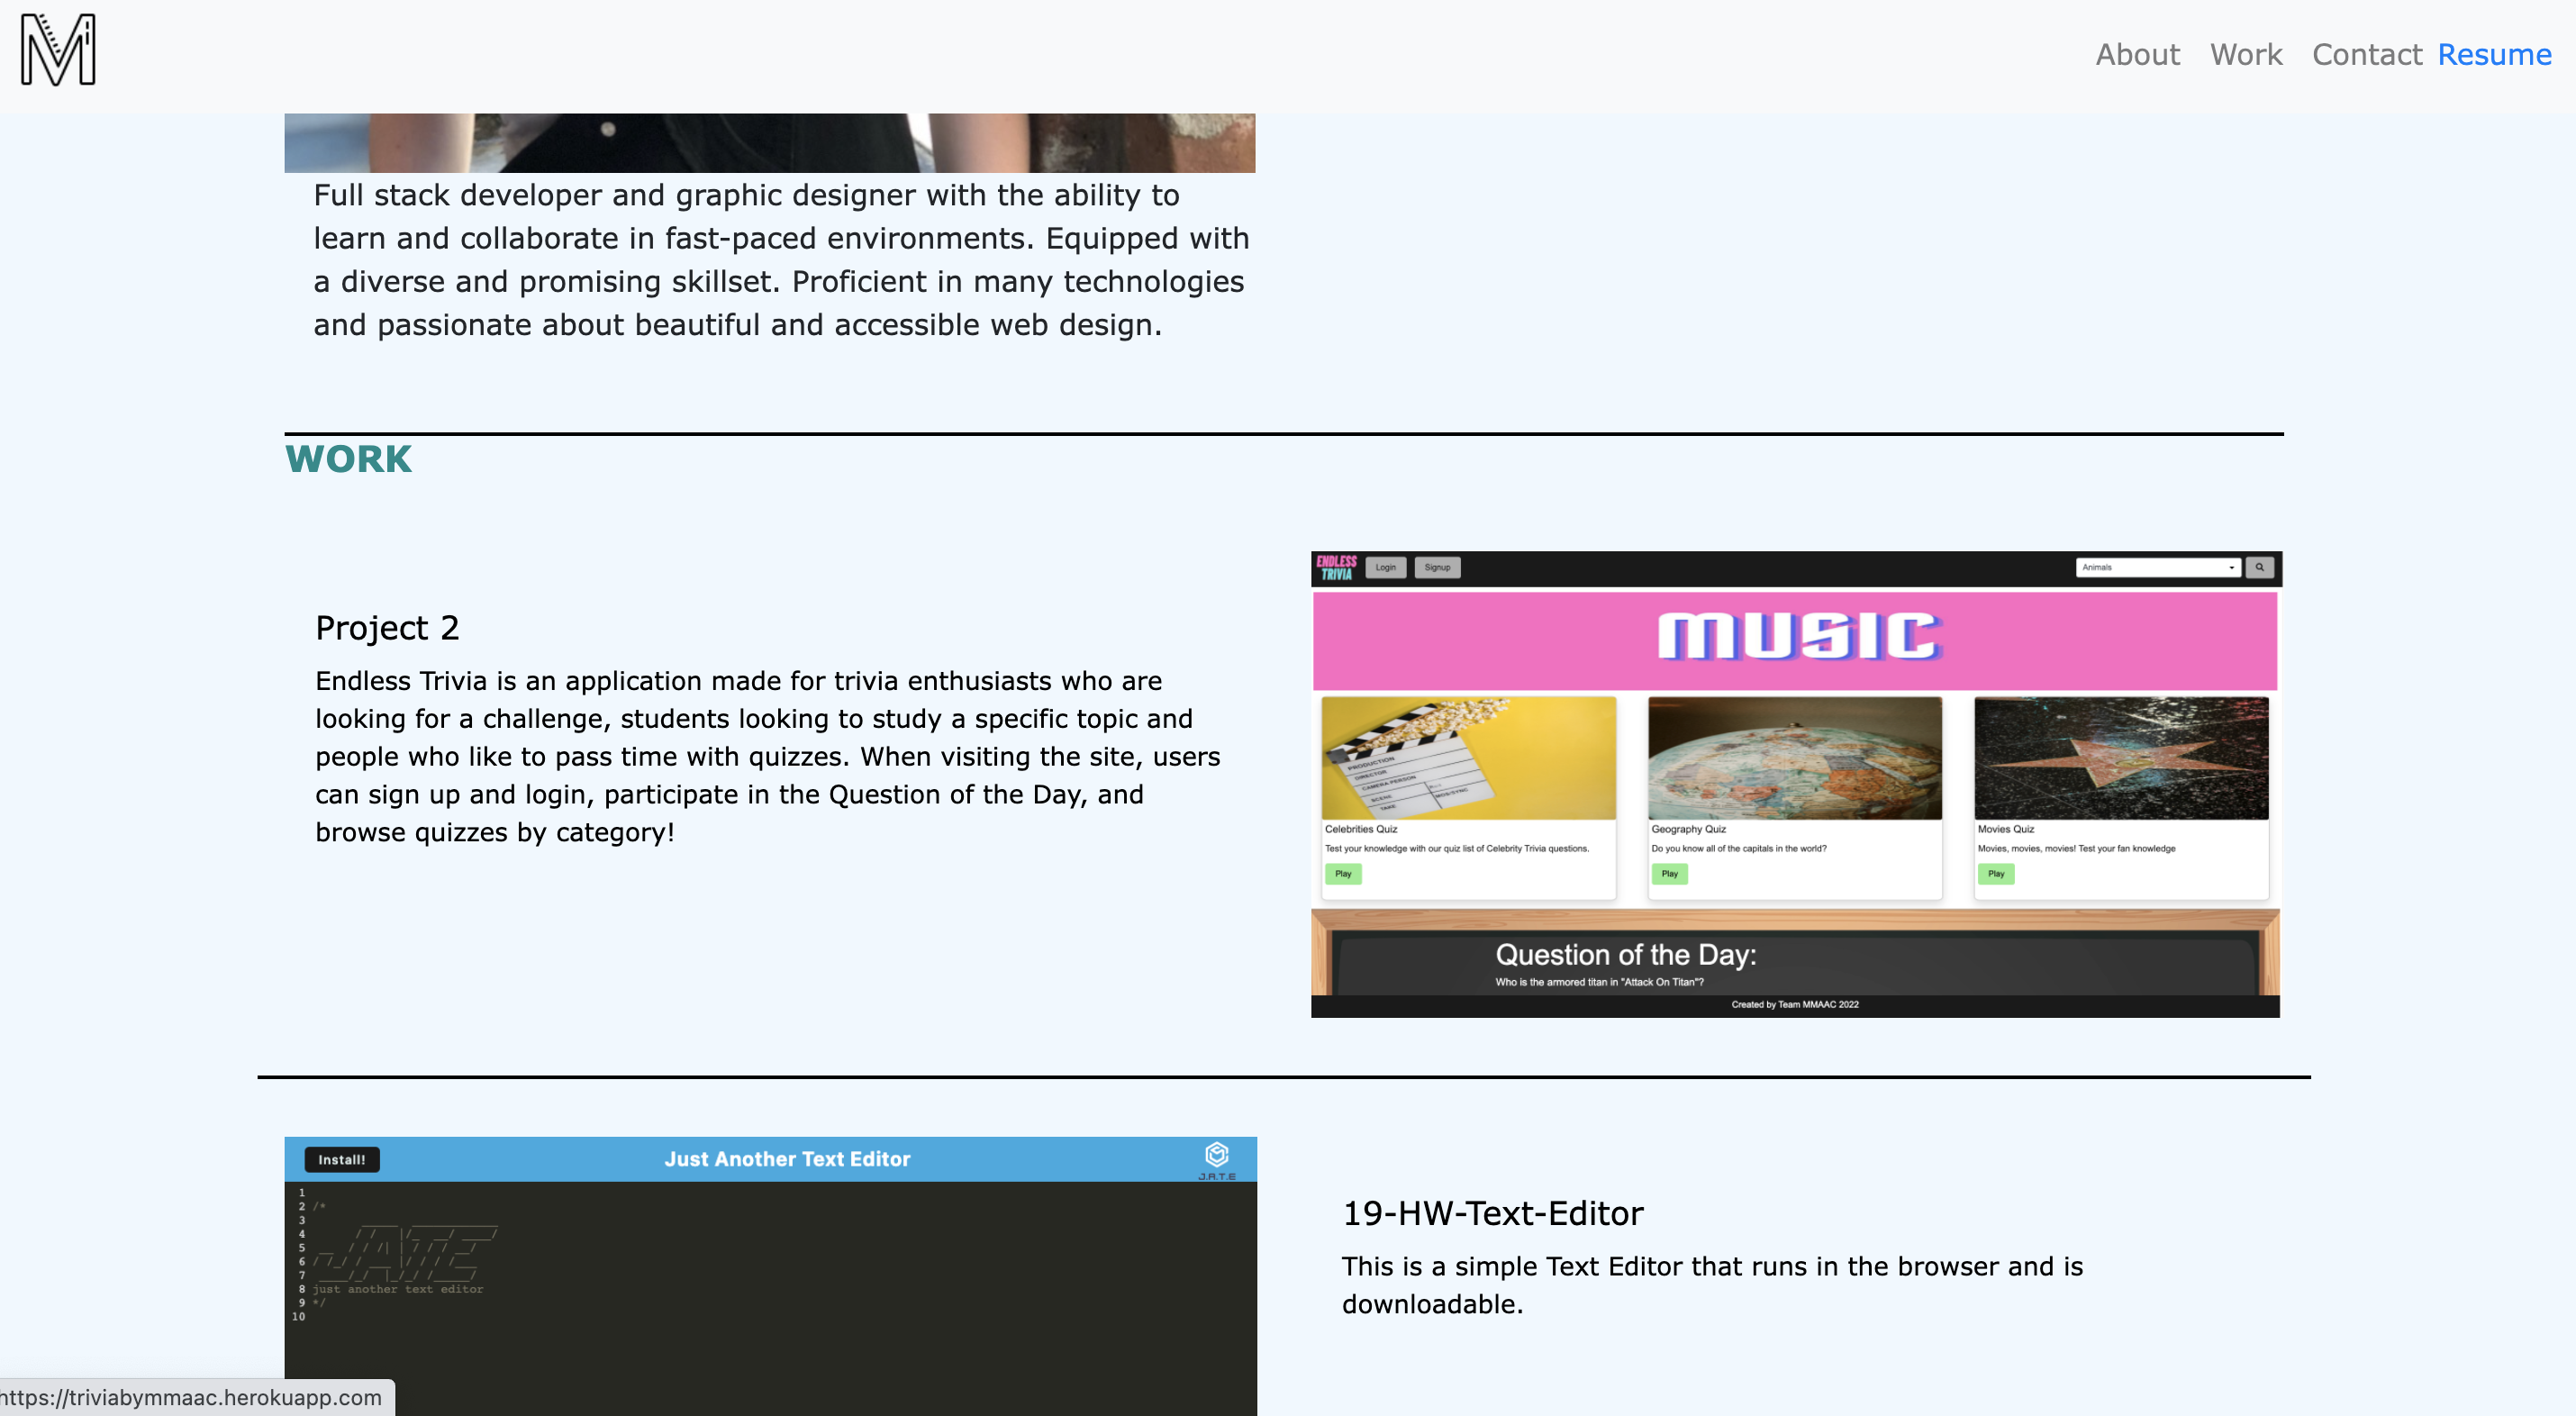 M
About Work Contact Resume
Full stack developer and graphic designer with the ability to
learn and collaborate in fast-paced environments. Equipped with
a diverse and promising skillset. Proficient in many technologies
and passionate about beautiful and accessible web design.
WORK
Project 2
Endless Trivia is an application made for trivia enthusiasts who are
looking for a challenge, students looking to study a specific topic and
people who like to pass time with quizzes. When visiting the site, users
can sign up and login, participate in the Question of the Day, and
browse quizzes by category!
ENDLESS
TRIVIA
Login Signup Animals
MUSIC
PRODUCTION
DIRECTOR
CAMERA PERSON
SCENE
TAKE
Celebrities Quiz
Test your knowledge with our quiz list of Celebrity Trivia questions.
Play
Geography Quiz
Do you know all of the capitals in the world?
Play
Movies Quiz
Movies, movies, movies! Test your fan knowledge
Play
Question of the Day:
Who is the armored titan in "Attack On Titan"?
Created by Team MMAAC 2022
Install! Just Another Text Editor
J.A.T.E
1
2 /*
3
4
5
6
7
8 just another text editor
9 */
10
19-HW-Text-Editor
This is a simple Text Editor that runs in the browser and is
downloadable.
https://triviabymmaac.herokuapp.com